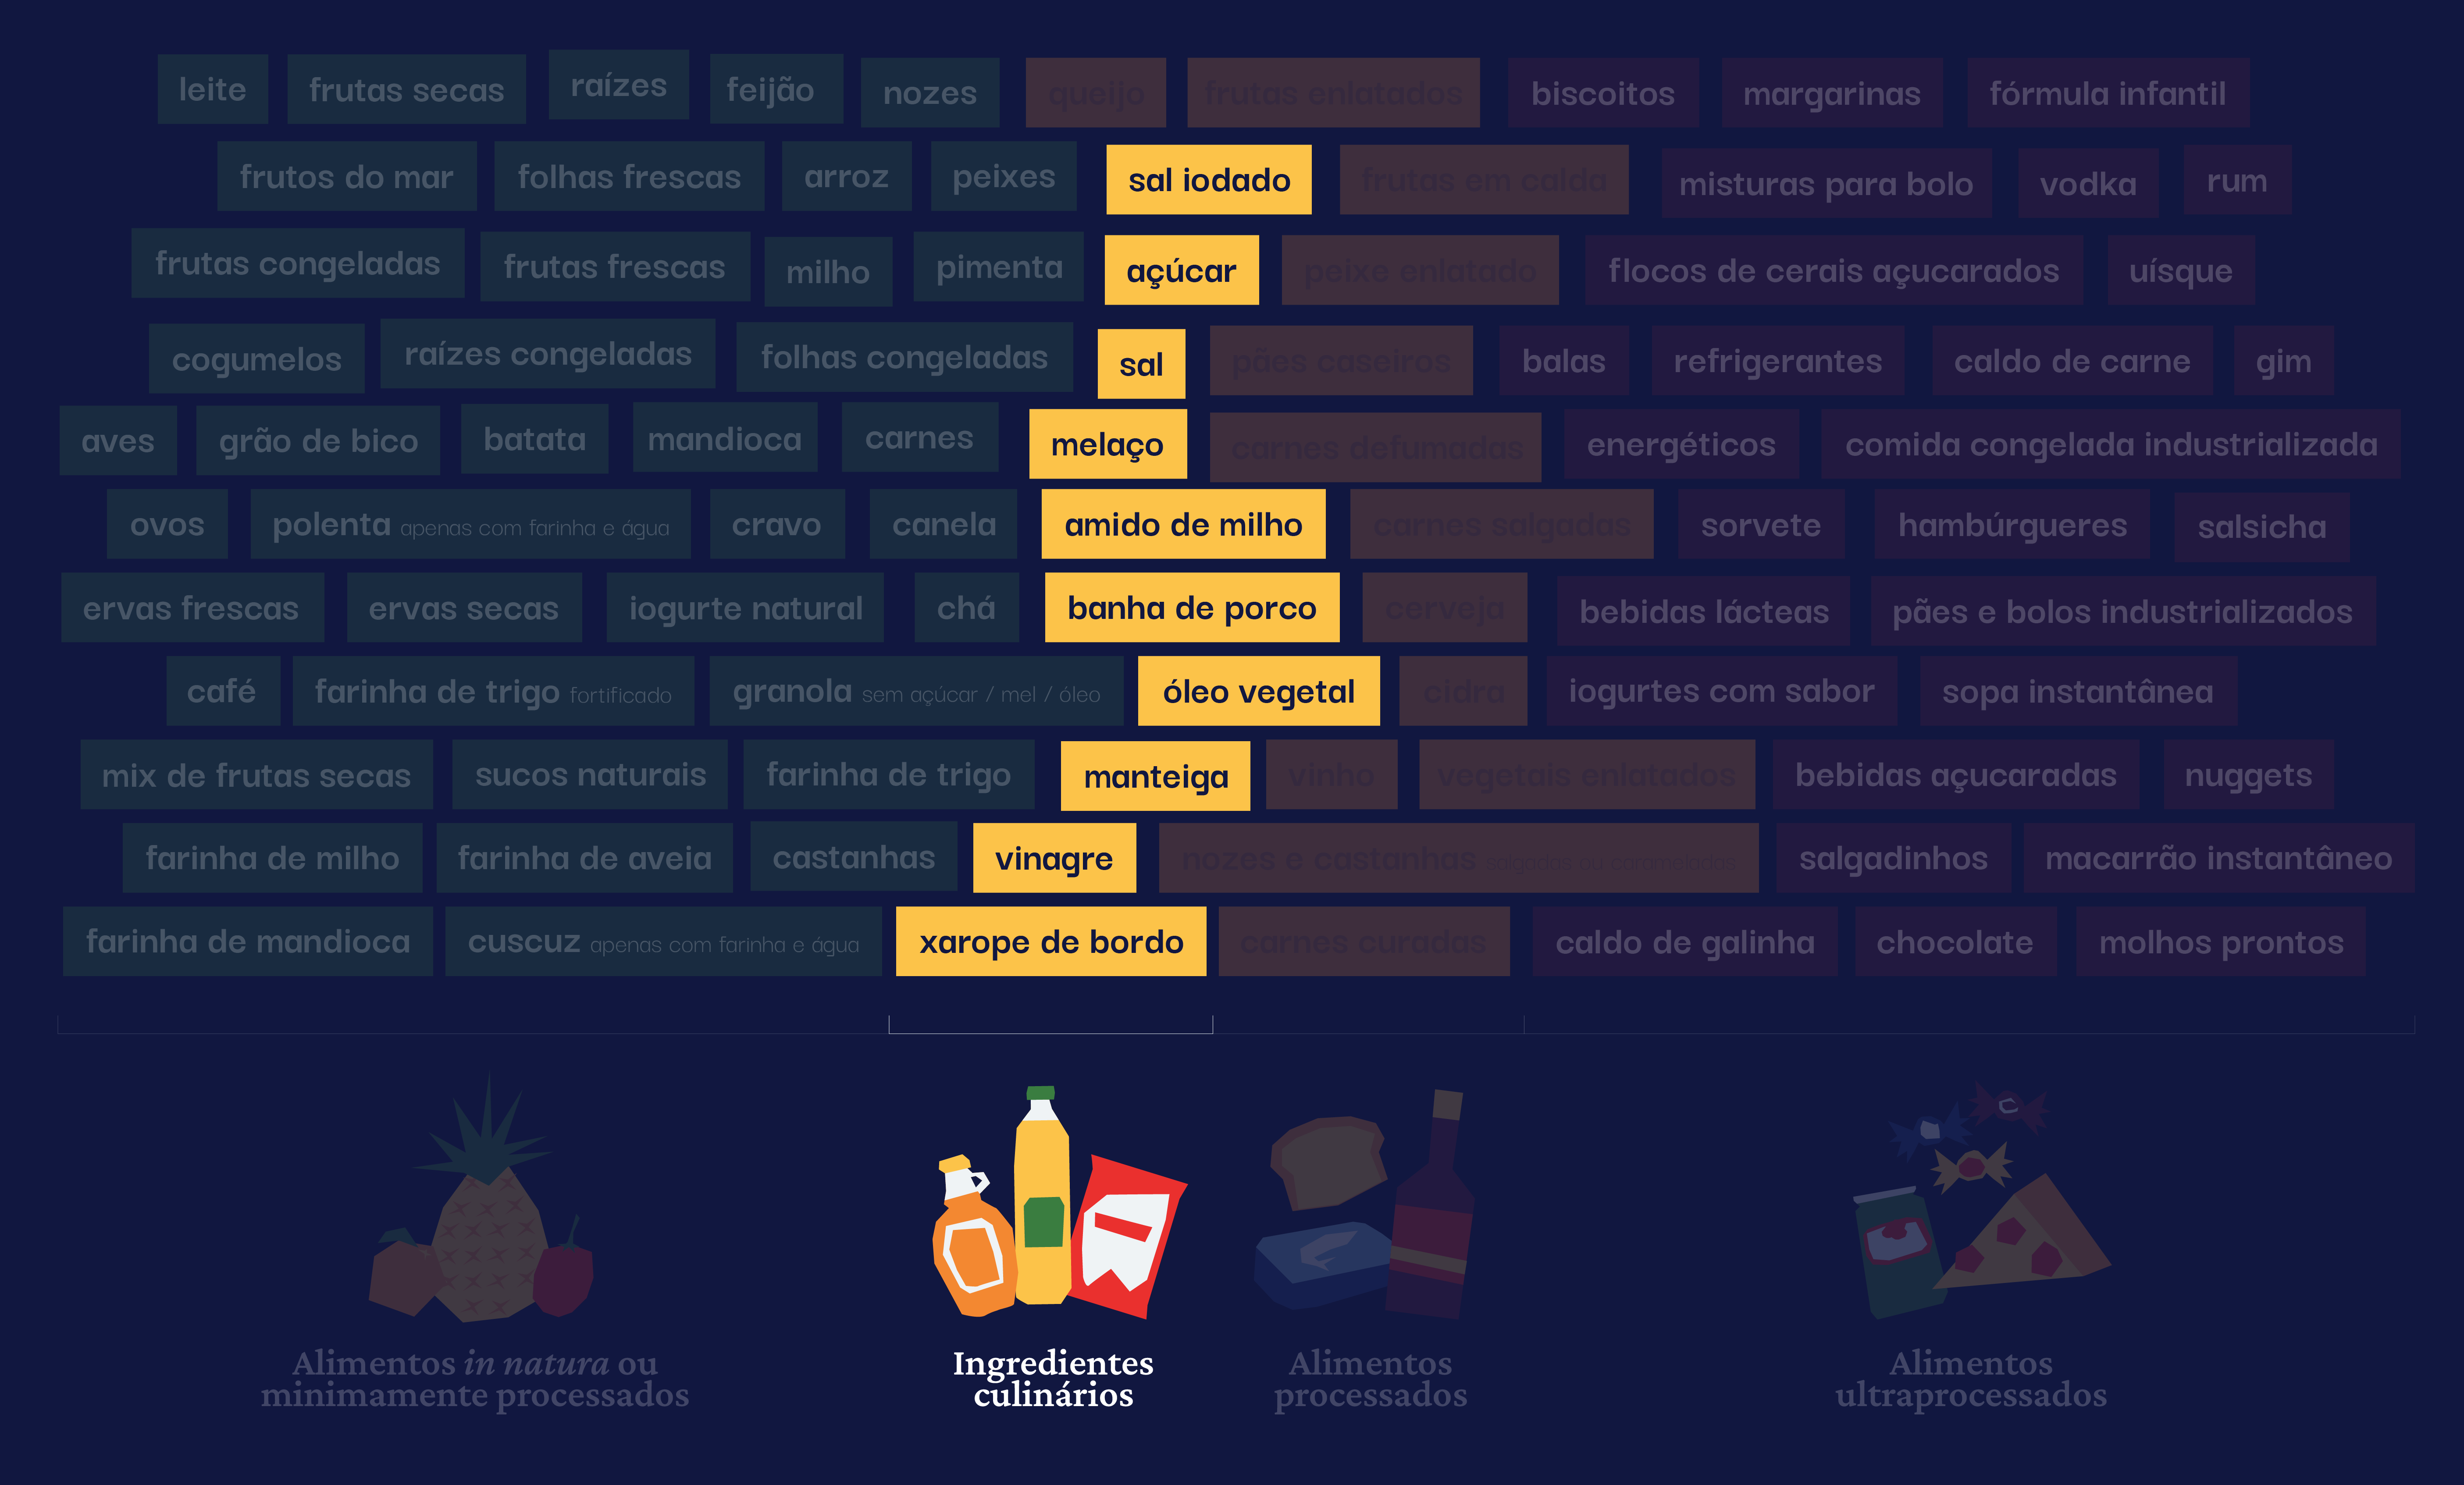 leite frutas secas raízes feijão nozes queijo frutas enlatados biscoitos margarinas fórmula infantil
frutos do mar folhas frescas arroz peixes sal iodado frutas em calda misturas para bolo vodka rum
frutas congeladas frutas frescas milho pimenta açúcar peixe enlatado flocos de cerais açucarados uísque
cogumelos raízes congeladas folhas congeladas sal pães caseiros balas refrigerantes caldo de carne gim
aves grão de bico batata mandioca carnes melaço carnes defumadas energéticos comida congelada industrializada
ovos polenta apenas com farinha e água cravo canela amido de milho carnes salgadas sorvete hambúrgueres salsicha
ervas frescas ervas secas iogurte natural chá banha de porco cerveja bebidas lácteas pães e bolos industrializados
café farinha de trigo fortificado granola sem açúcar / mel / óleo óleo vegetal cidra iogurtes com sabor sopa instantânea
mix de frutas secas sucos naturais farinha de trigo manteiga vinho vegetais enlatados bebidas açucaradas nuggets
farinha de milho farinha de aveia castanhas vinagre nozes e castanhas salgadinhos macarrão instantâneo
farinha de mandioca cuscuz apenas com farinha e água xarope de bordo carnes curadas caldo de galinha chocolate molhos prontos
Alimentos in natura ou
minimamente processados
Ingredientes
culinários
Alimentos
processados
Alimentos
ultraprocessados